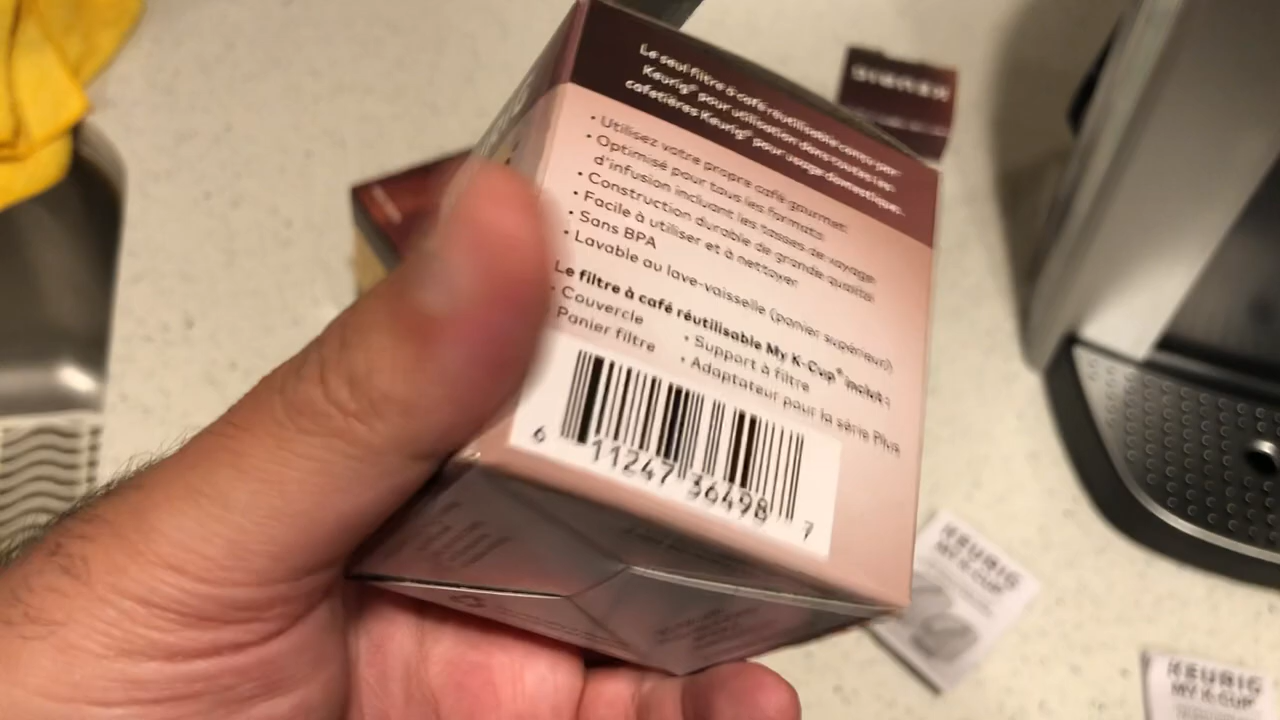 Le seul filtre à café réutilisable conçu par
Keurig® pour utilisation dans toutes les
cafetières Keurig® pour usage domestique.
• Utilisez votre propre café gourmet
• Optimisé pour tous les formats
d'infusion incluant les tasses de voyage
• Construction durable de grande qualité
• Facile à utiliser et à nettoyer
• Sans BPA
• Lavable au lave-vaisselle (panier supérieur)
Le filtre à café réutilisable My K-Cup® inclut :
• Couvercle • Support à filtre
Panier filtre • Adaptateur pour la série Plus
6 11247 36498 7
KEURIG
MY K-CUP
KEURIG
MY K-CUP